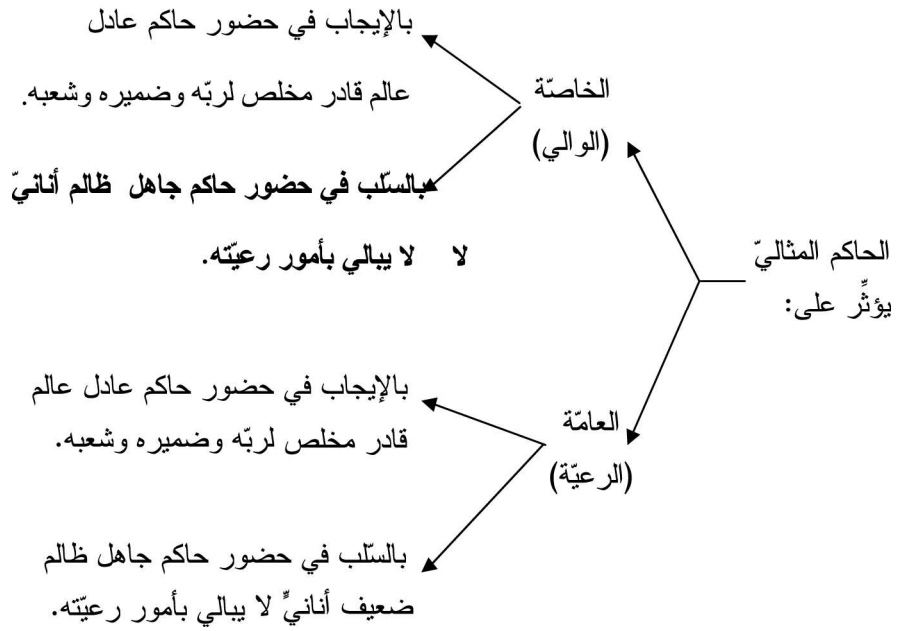 الحاكم المثاليّ
يؤثِّر على:
الخاصّة
(الوالي)
بالإيجاب في حضور حاكم عادل
عالم قادر مخلص لربّه وضميره وشعبه.
بالسّلب في حضور حاكم جاهل ظالم أنانيّ
لا لا يبالي بأمور رعيّته.
العامّة
(الرعيّة)
بالإيجاب في حضور حاكم عادل عالم
قادر مخلص لربّه وضميره وشعبه.
بالسّلب في حضور حاكم جاهل ظالم
ضعيف أنانيٍّ لا يبالي بأمور رعيّته.